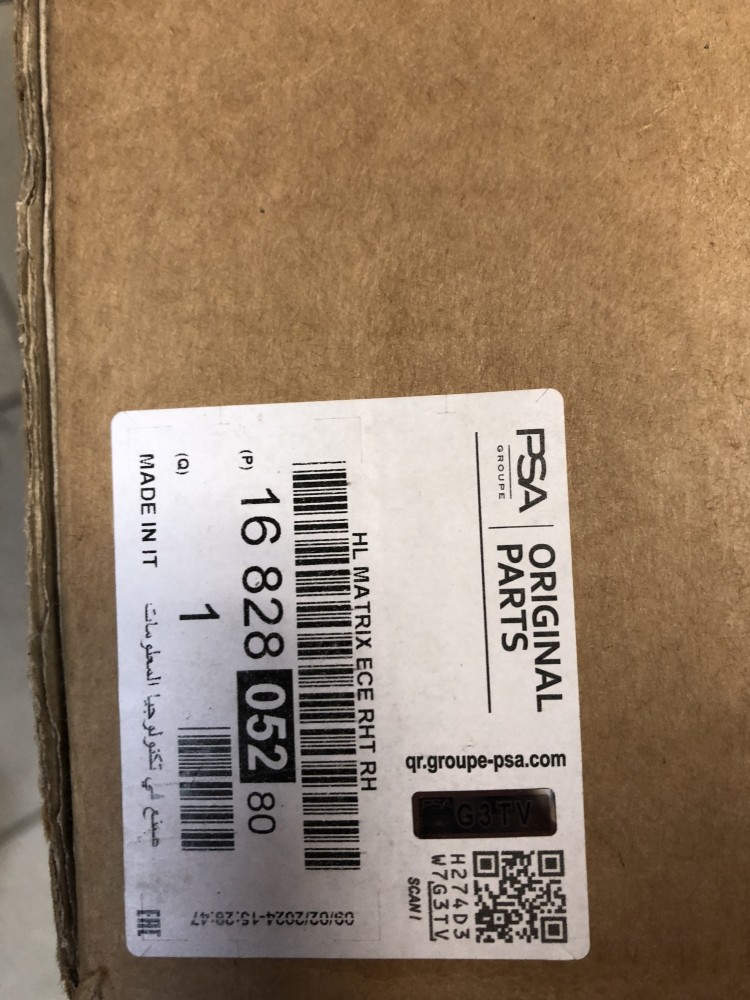 PSA
GROUPE
ORIGINAL
PARTS
qr.groupe-psa.com
G3TV
H274D3
W7G3TV
SCAN !
HL MATRIX ECE RHT RH
(P) 16 828 052 80
(Q) 1
MADE IN IT صنع في تكنولوجيا المعلومات
09/02/2024-15:28:47
EAC